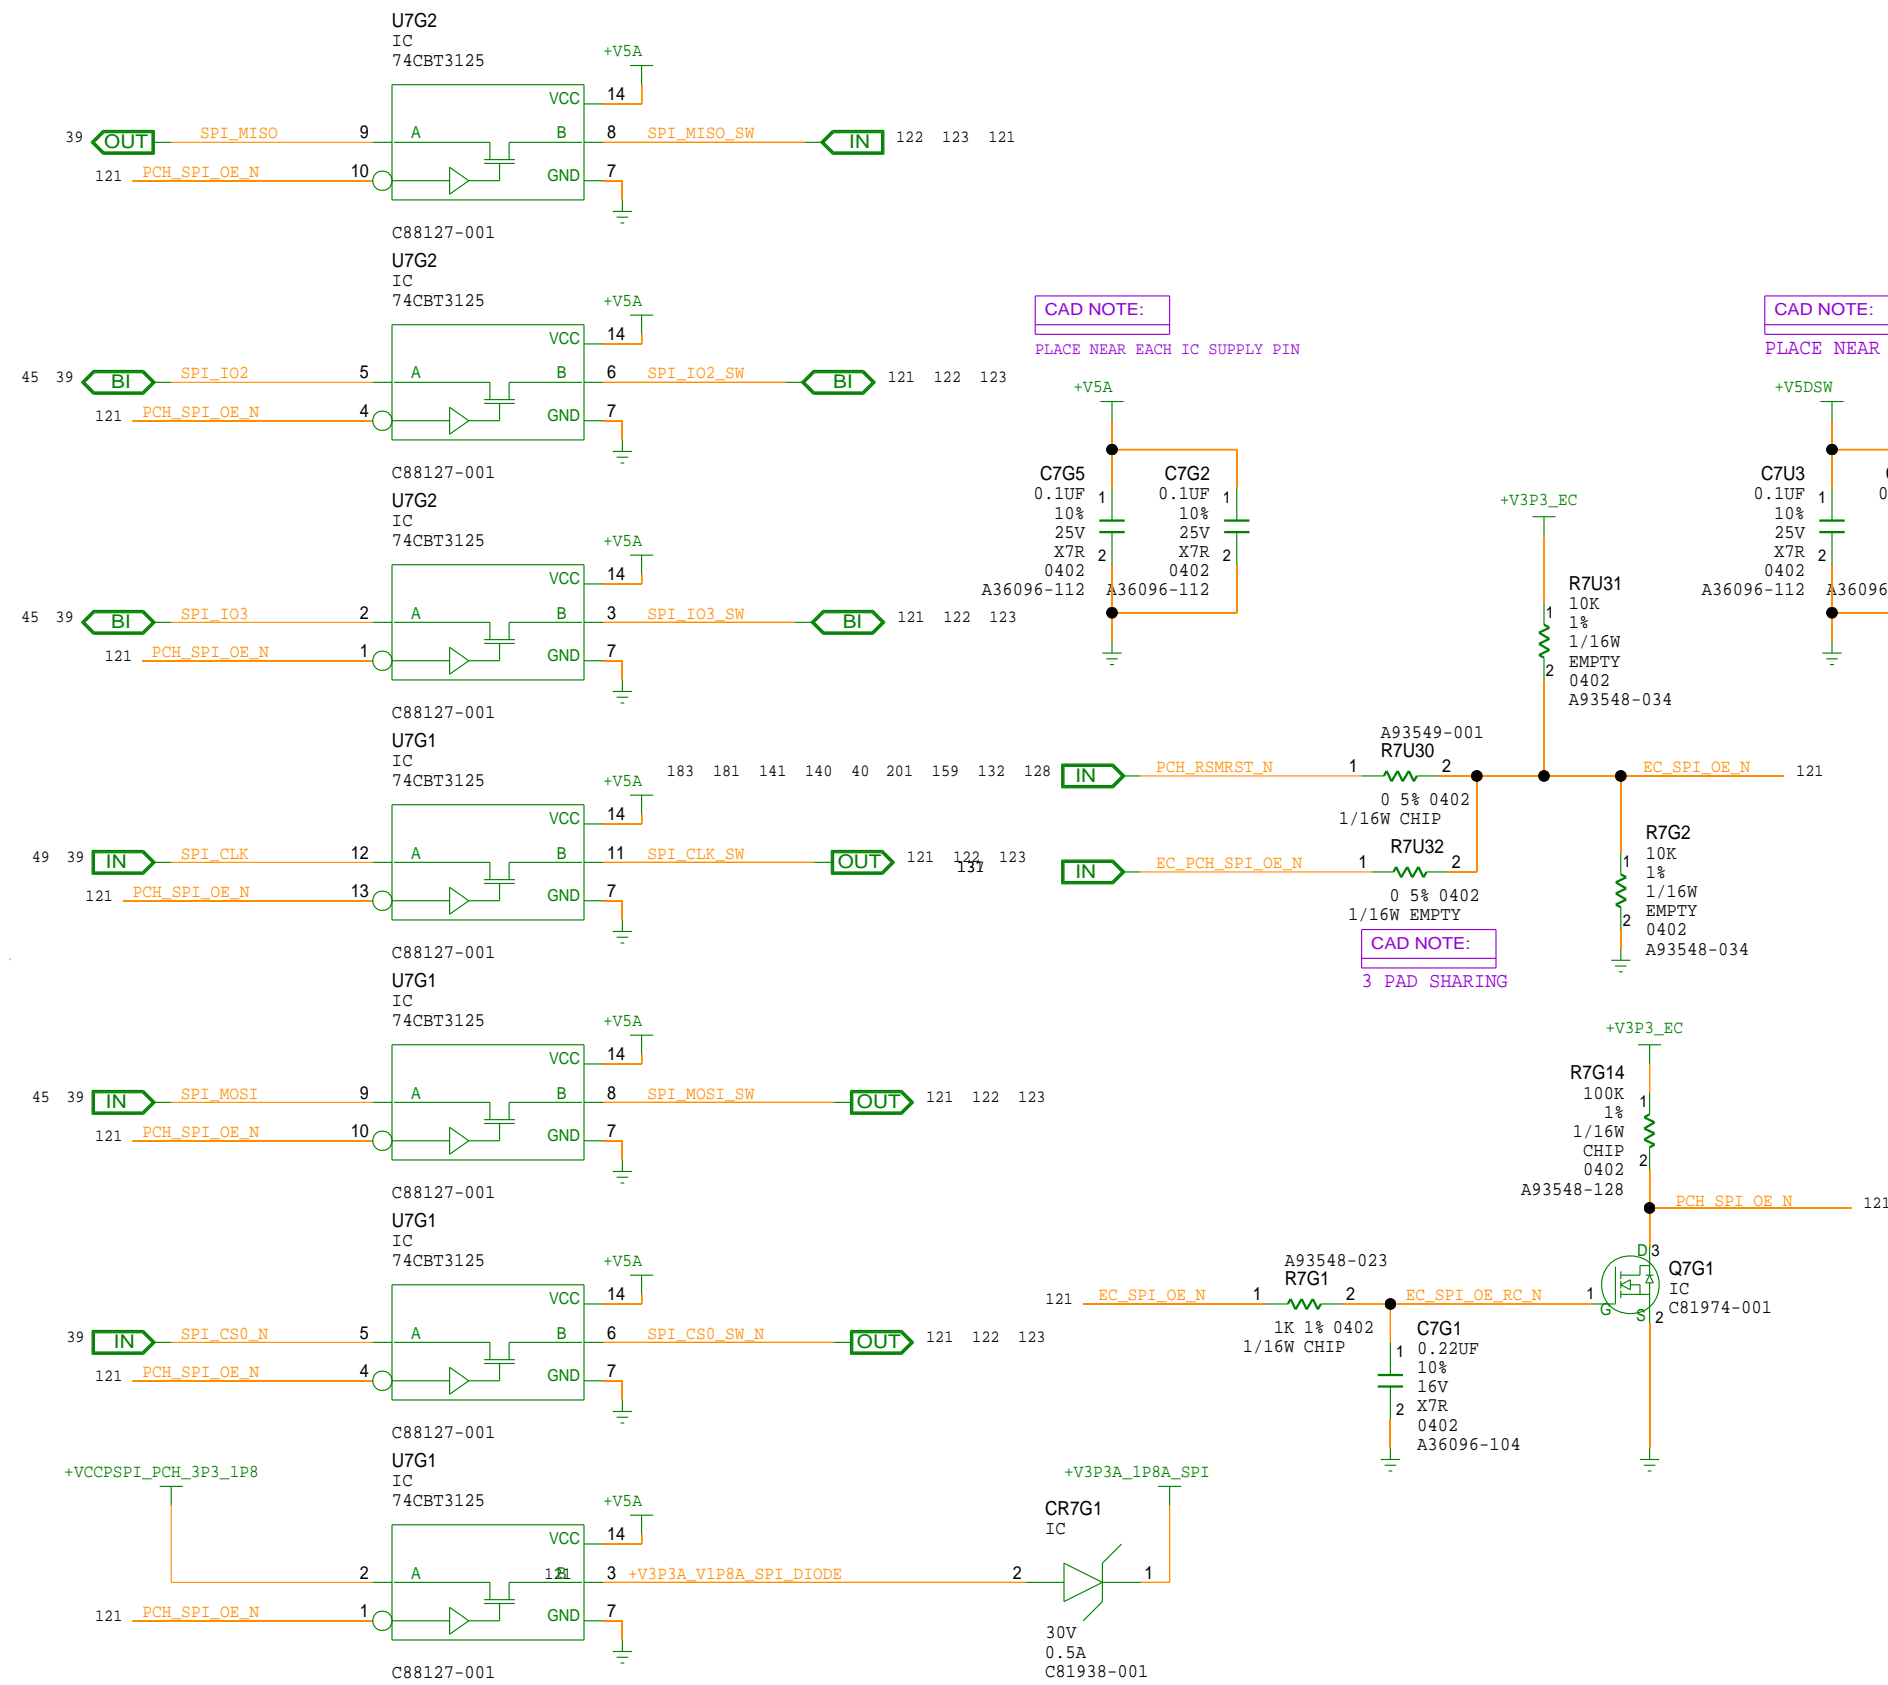 U7G2
IC
74CBT3125
+V5A
VCC 14
39 OUT SPI_MISO 9 A B 8 SPI_MISO_SW IN 122 123 121
121 PCH_SPI_OE_N 10 GND 7
C88127-001
U7G2
IC
74CBT3125
+V5A
VCC 14
45 39 BI SPI_IO2 5 A B 6 SPI_IO2_SW BI 121 122 123
121 PCH_SPI_OE_N 4 GND 7
C88127-001
U7G2
IC
74CBT3125
+V5A
VCC 14
45 39 BI SPI_IO3 2 A B 3 SPI_IO3_SW BI 121 122 123
121 PCH_SPI_OE_N 1 GND 7
C88127-001
U7G1
IC
74CBT3125
+V5A
VCC 14
49 39 IN SPI_CLK 12 A B 11 SPI_CLK_SW OUT 121 122 123
121 PCH_SPI_OE_N 13 GND 7
C88127-001
U7G1
IC
74CBT3125
+V5A
VCC 14
45 39 IN SPI_MOSI 9 A B 8 SPI_MOSI_SW OUT 121 122 123
121 PCH_SPI_OE_N 10 GND 7
C88127-001
U7G1
IC
74CBT3125
+V5A
VCC 14
39 IN SPI_CS0_N 5 A B 6 SPI_CS0_SW_N OUT 121 122 123
121 PCH_SPI_OE_N 4 GND 7
C88127-001
+VCCPSPI_PCH_3P3_1P8
U7G1
IC
74CBT3125
+V5A
VCC 14
2 A 121 B 3 +V3P3A_V1P8A_SPI_DIODE 2 1
121 PCH_SPI_OE_N 1 GND 7
C88127-001
+V3P3A_1P8A_SPI
CR7G1
IC
30V
0.5A
C81938-001
CAD NOTE:
PLACE NEAR EACH IC SUPPLY PIN
+V5A
C7G5
0.1UF 1
10%
25V
X7R 2
0402
A36096-112
C7G2
0.1UF 1
10%
25V
X7R 2
0402
A36096-112
CAD NOTE:
PLACE NEAR
+V5DSW
C7U3
0.1UF 1
10%
25V
X7R 2
0402
A36096-112
0
A36096
+V3P3_EC
R7U31
1 10K
1%
1/16W
EMPTY
2 0402
A93548-034
A93549-001
R7U30
183 181 141 140 40 201 159 132 128 IN PCH_RSMRST_N 1 2 EC_SPI_OE_N 121
0 5% 0402
1/16W CHIP
R7U32
131 IN EC_PCH_SPI_OE_N 1 2
0 5% 0402
1/16W EMPTY
CAD NOTE:
3 PAD SHARING
R7G2
1 10K
1%
1/16W
EMPTY
2 0402
A93548-034
+V3P3_EC
R7G14
100K 1
1%
1/16W
CHIP
0402 2
A93548-128
PCH_SPI_OE_N 121
D 3
Q7G1
IC
C81974-001
G 1
S 2
A93548-023
R7G1
121 EC_SPI_OE_N 1 2 EC_SPI_OE_RC_N
1K 1% 0402
1/16W CHIP
C7G1
1 0.22UF
10%
16V
2 X7R
0402
A36096-104